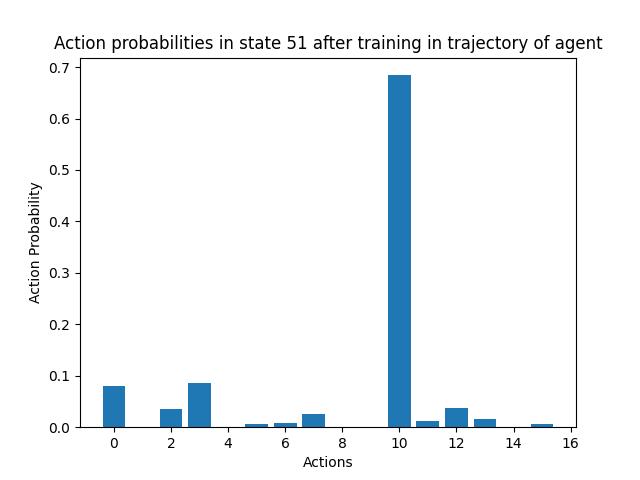 Action probabilities in state 51 after training in trajectory of agent
0.7
0.6
0.5
0.4
0.3
0.2
0.1
0.0
Action Probability
0 2 4 6 8 10 12 14 16
Actions